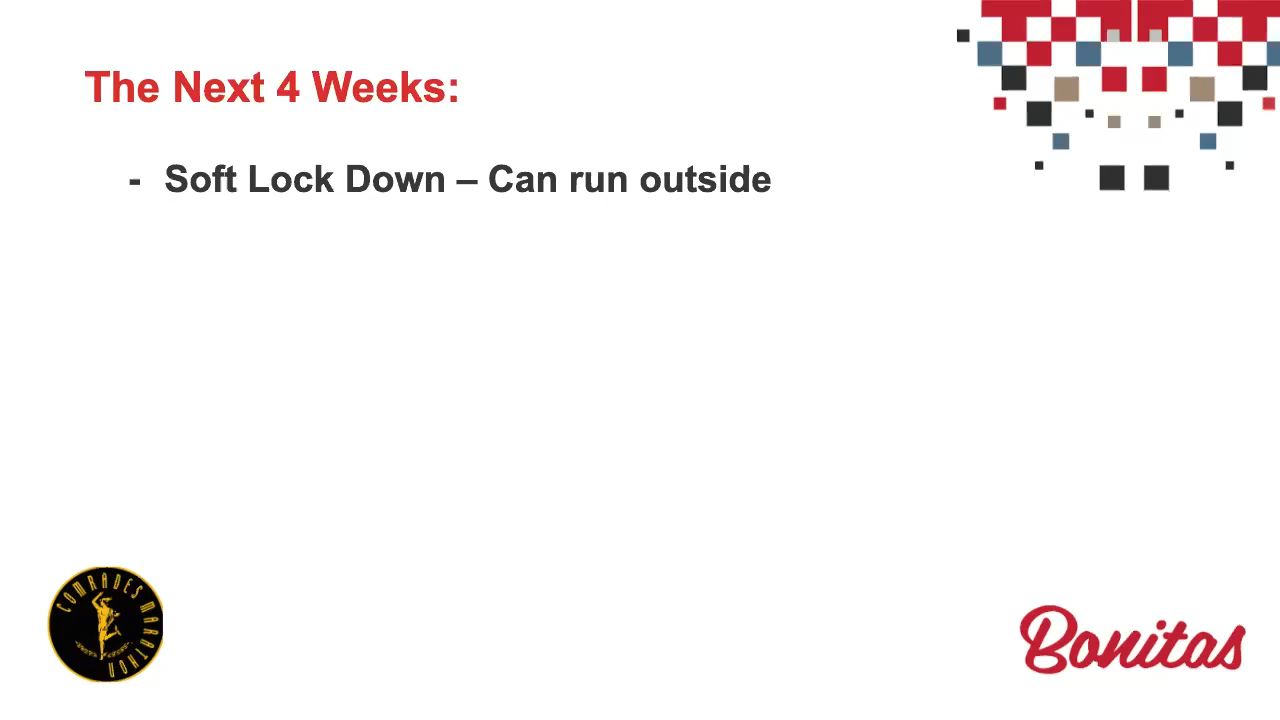 The Next 4 Weeks:
- Soft Lock Down – Can run outside
COMRADES MARATHON
Bonitas